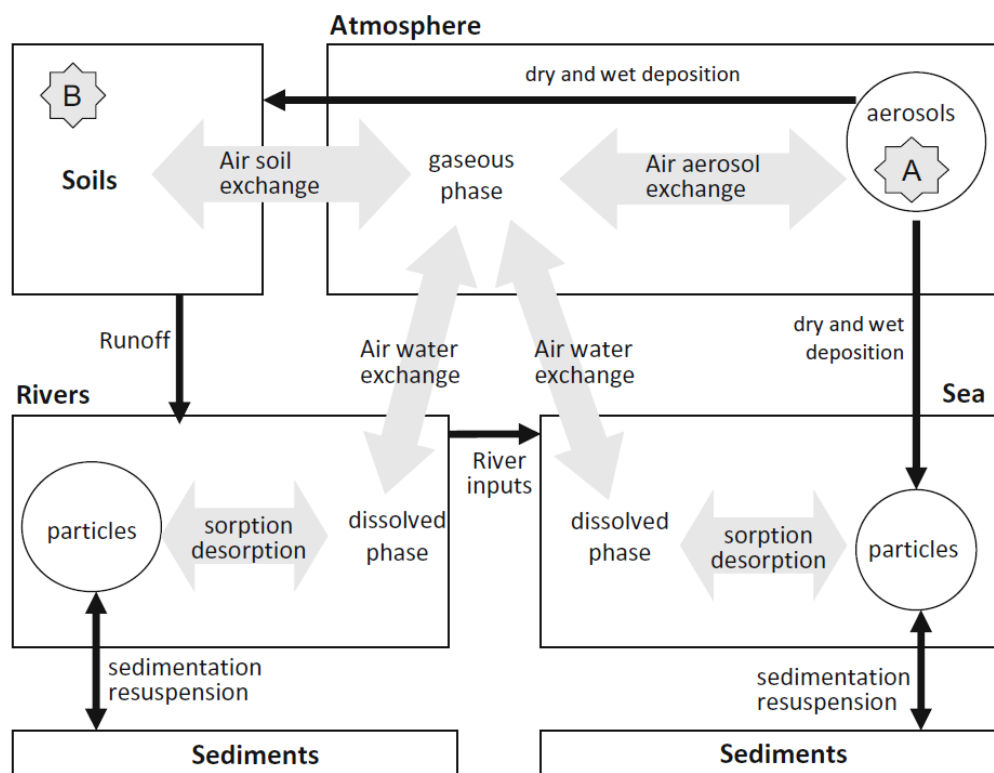 Atmosphere
B
dry and wet deposition
aerosols
A
Soils
Air soil
exchange
gaseous
phase
Air aerosol
exchange
Runoff
Air water
exchange
Air water
exchange
dry and wet
deposition
Rivers
Sea
River
inputs
particles
sorption
desorption
dissolved
phase
dissolved
phase
sorption
desorption
particles
sedimentation
resuspension
sedimentation
resuspension
Sediments
Sediments